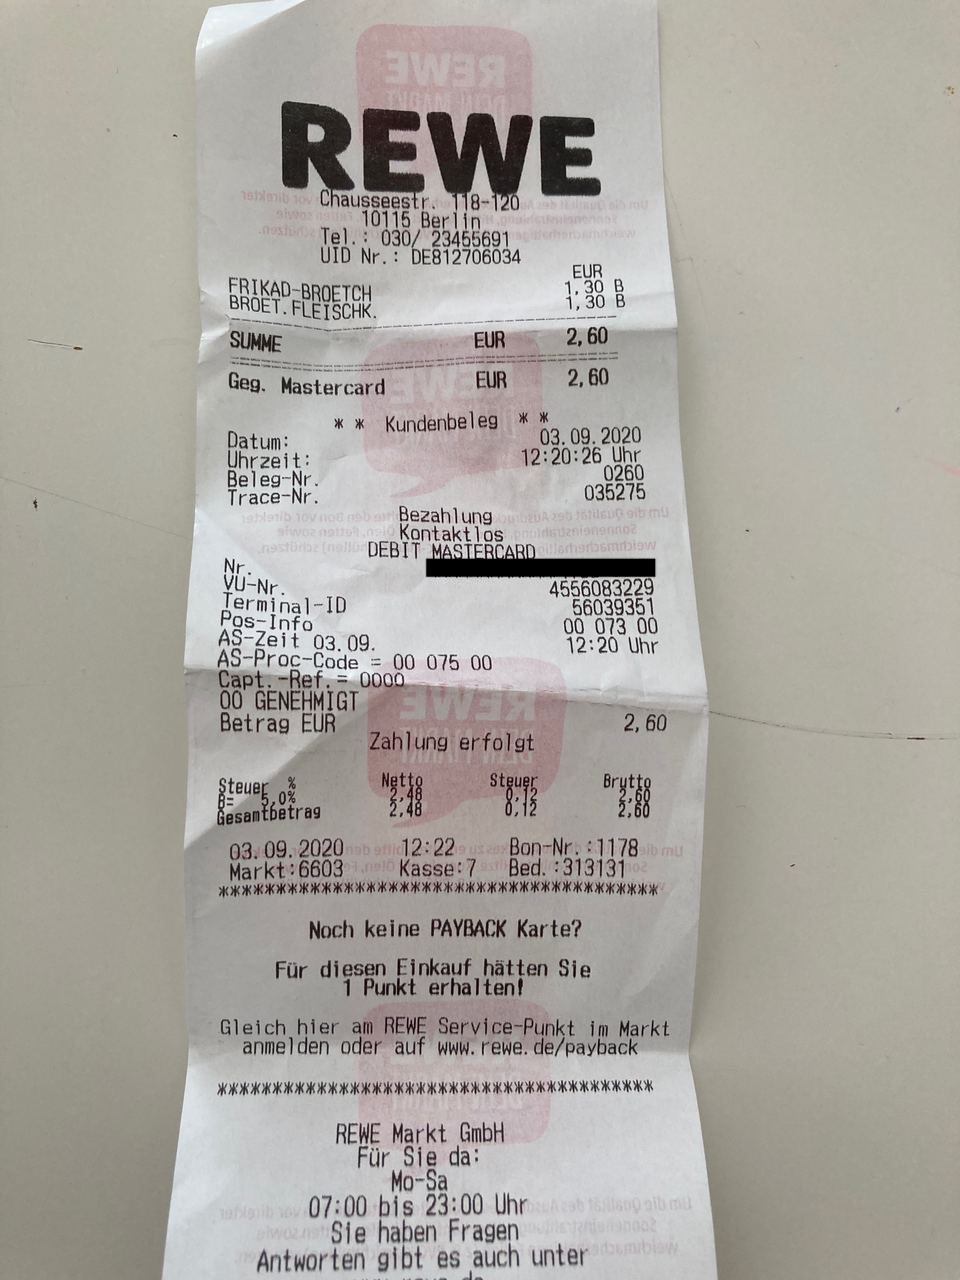 REWE
Chausseestr. 118-120
10115 Berlin
Tel.: 030/ 23455691
UID Nr.: DE812706034
EUR
FRIKAD-BROETCH 1,30 B
BROET.FLEISCHK. 1,30 B
SUMME EUR 2,60
Geg. Mastercard EUR 2,60
* * Kundenbeleg * *
Datum: 03.09.2020
Uhrzeit: 12:20:26 Uhr
Beleg-Nr. 0260
Trace-Nr. 035275
Bezahlung
Kontaktlos
DEBIT MASTERCARD
Nr.
VU-Nr. 4556083229
Terminal-ID 56039351
Pos-Info 00 073 00
AS-Zeit 03.09. 12:20 Uhr
AS-Proc-Code = 00 075 00
Capt.-Ref.= 0000
00 GENEHMIGT
Betrag EUR 2,60
Zahlung erfolgt
Steuer % Netto Steuer Brutto
B= 5,0% 2,48 0,12 2,60
Gesamtbetrag 2,48 0,12 2,60
03.09.2020 12:22 Bon-Nr.:1178
Markt:6603 Kasse:7 Bed.:313131
****************************************
Noch keine PAYBACK Karte?
Für diesen Einkauf hätten Sie
1 Punkt erhalten!
Gleich hier am REWE Service-Punkt im Markt
anmelden oder auf www.rewe.de/payback
****************************************
REWE Markt GmbH
Für Sie da:
Mo-Sa
07:00 bis 23:00 Uhr
Sie haben Fragen
Antworten gibt es auch unter